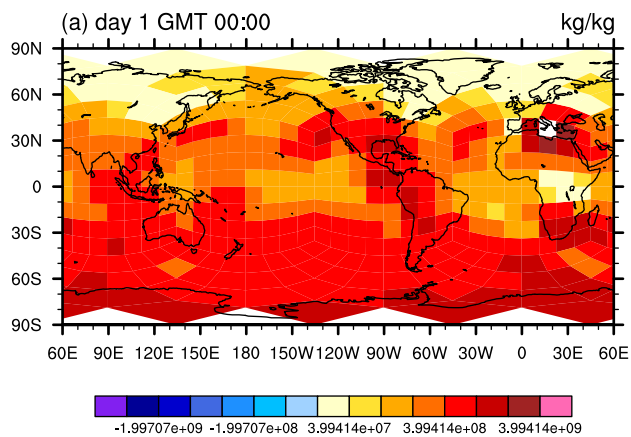 (a) day 1 GMT 00:00 kg/kg
90N
60N
30N
0
30S
60S
90S
60E 90E 120E 150E 180 150W 120W 90W 60W 30W 0 30E 60E
-1.99707e+09 -1.99707e+08 3.99414e+07 3.99414e+08 3.99414e+09